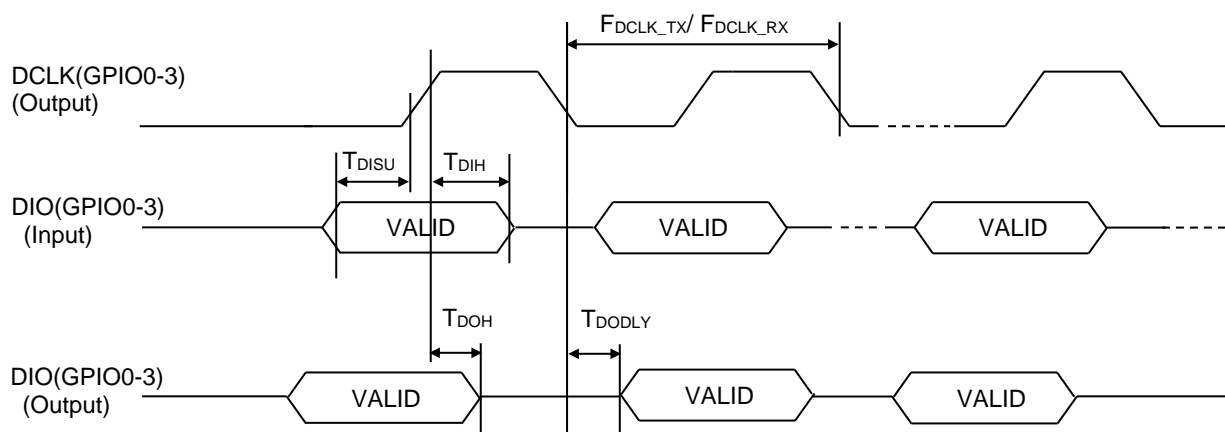 FDCLK_TX/ FDCLK_RX
DCLK(GPIO0-3)
(Output)
TDISU
TDIH
DIO(GPIO0-3)
(Input)
VALID
VALID
VALID
TDOH
TDODLY
DIO(GPIO0-3)
(Output)
VALID
VALID
VALID